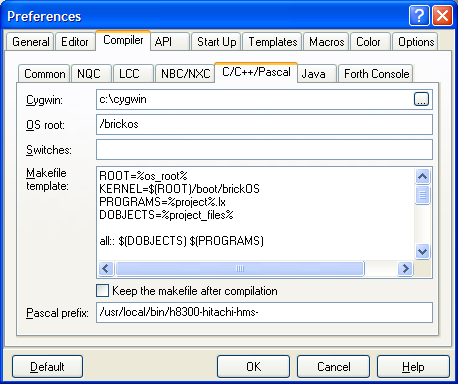 Preferences
General Editor Compiler API Start Up Templates Macros Color Options
Common NQC LCC NBC/NXC C/C++/Pascal Java Forth Console
Cygwin: c:\cygwin ...
OS root: /brickos
Switches:
Makefile template:
ROOT=%os_root%
KERNEL=$(ROOT)/boot/brickOS
PROGRAMS=%project%.lx
DOBJECTS=%project_files%
all:: $(DOBJECTS) $(PROGRAMS)
Keep the makefile after compilation
Pascal prefix: /usr/local/bin/h8300-hitachi-hms-
Default OK Cancel Help